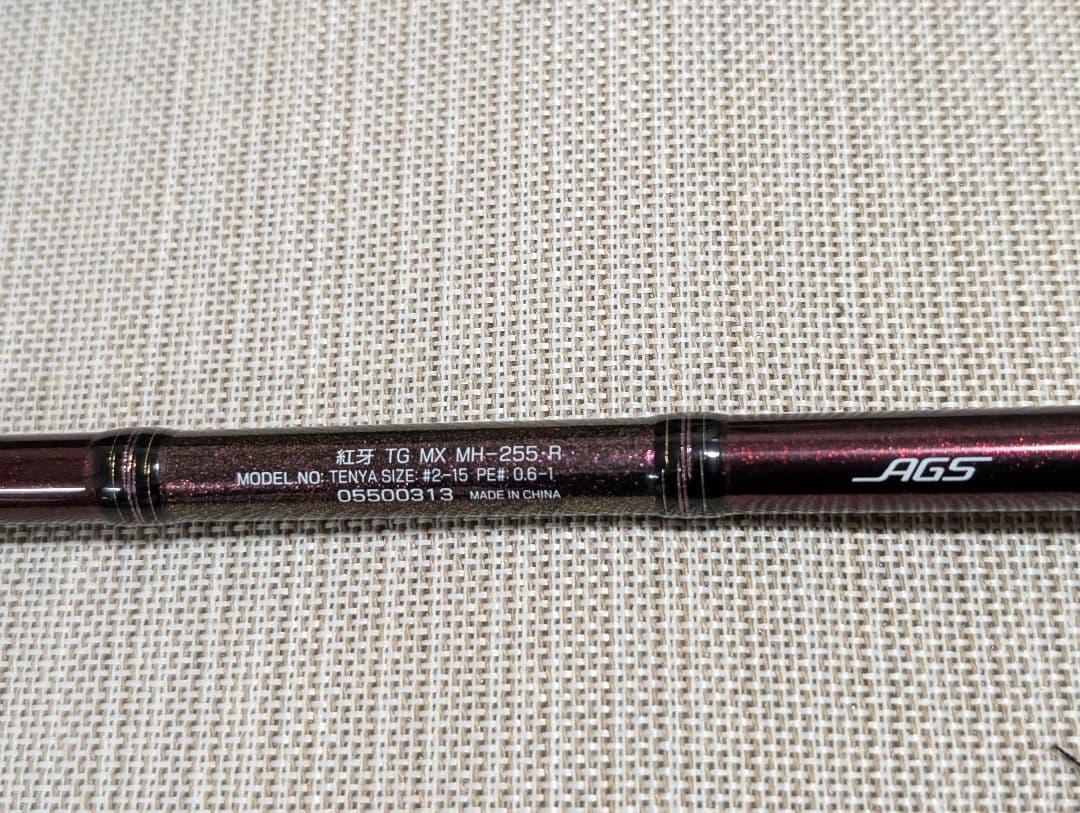 紅牙 TG MX MH-255・R
MODEL.NO: TENYA SIZE: #2-15 PE#: 0.6-1
05500313 MADE IN CHINA
AGS